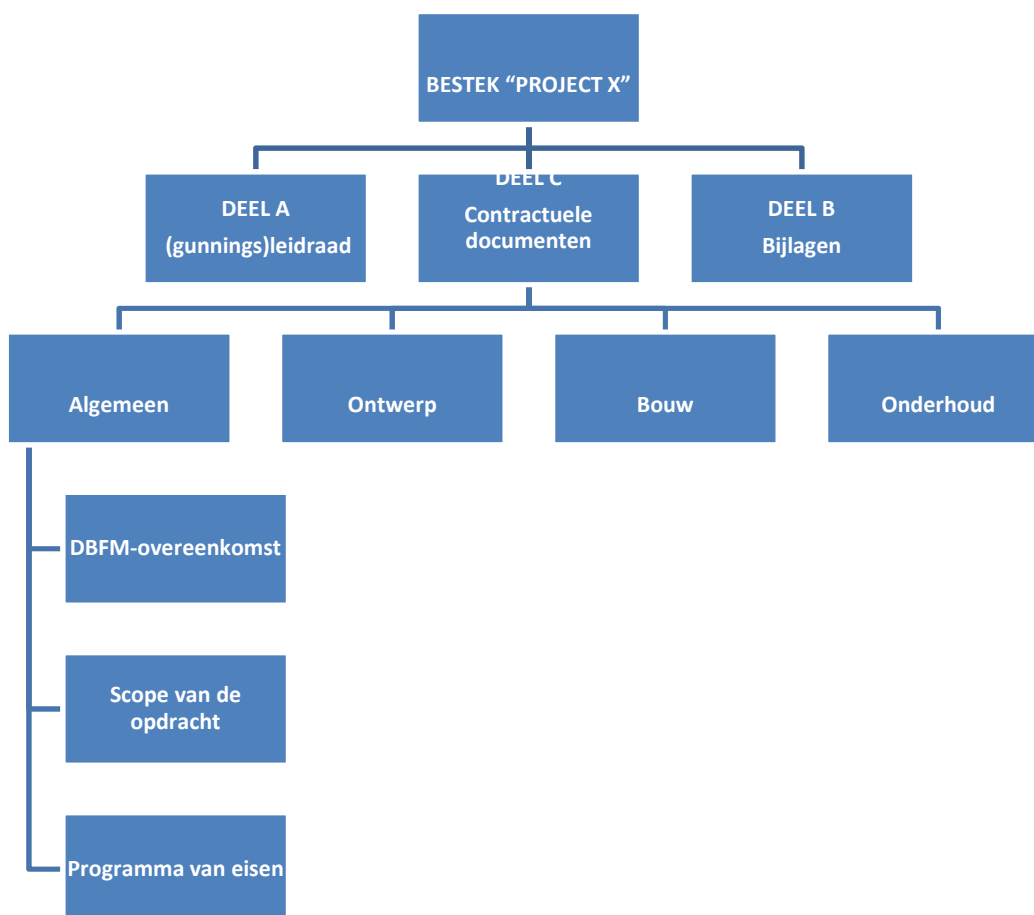 BESTEK “PROJECT X”
DEEL A
(gunnings)leidraad
DEEL C
Contractuele
documenten
DEEL B
Bijlagen
Algemeen
Ontwerp
Bouw
Onderhoud
DBFM-overeenkomst
Scope van de
opdracht
Programma van eisen